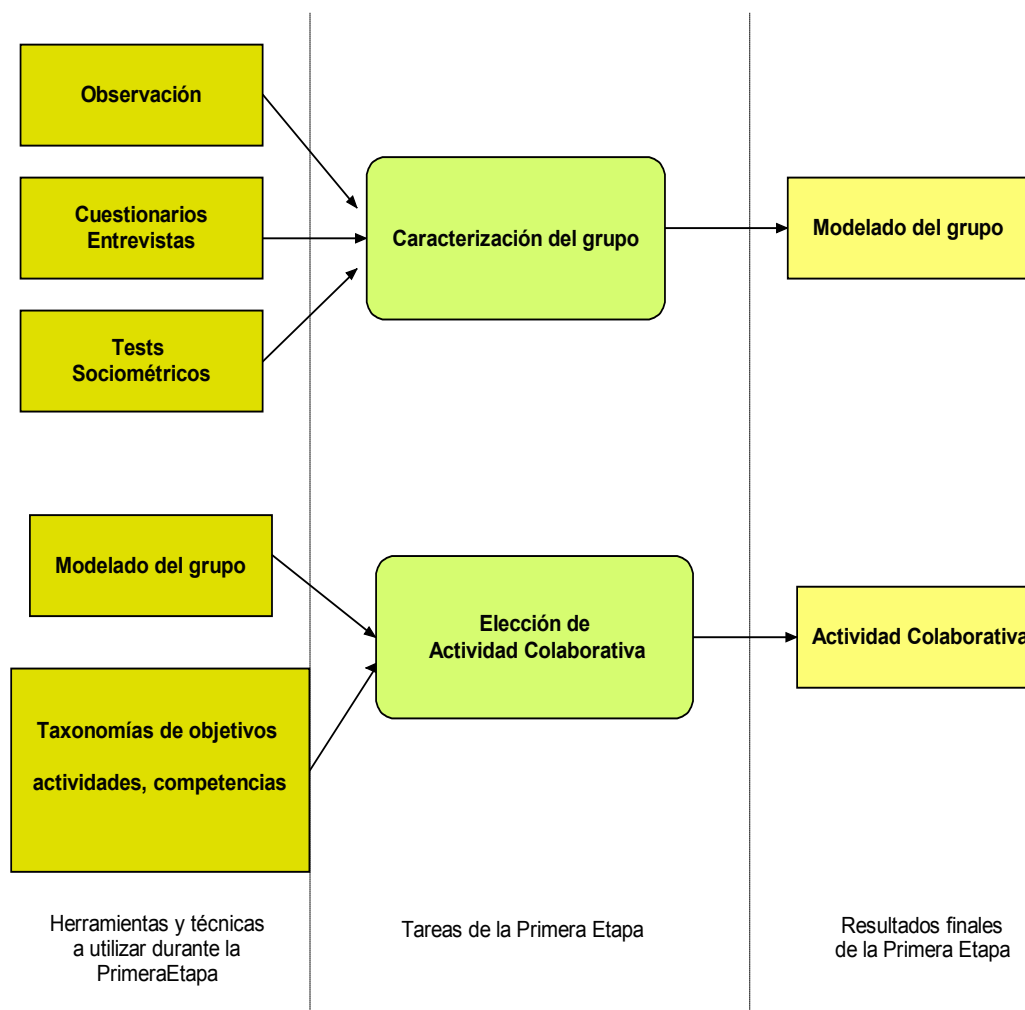 Observación
Cuestionarios
Entrevistas
Caracterización del grupo
Modelado del grupo
Tests
Sociométricos
Modelado del grupo
Elección de
Actividad Colaborativa
Actividad Colaborativa
Taxonomías de objetivos
actividades, competencias
Herramientas y técnicas
a utilizar durante la
PrimeraEtapa
Tareas de la Primera Etapa
Resultados finales
de la Primera Etapa